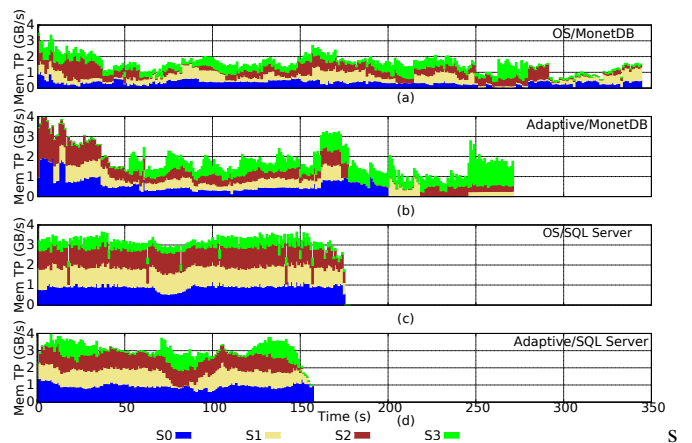 Mem TP (GB/s)
4
3
2
1
0
OS/MonetDB
(a)
Mem TP (GB/s)
4
3
2
1
0
Adaptive/MonetDB
(b)
Mem TP (GB/s)
4
3
2
1
0
OS/SQL Server
(c)
Mem TP (GB/s)
4
3
2
1
0
Adaptive/SQL Server
0 50 100 150 200 250 300 350
Time (s)
(d)
S0 S1 S2 S3
s